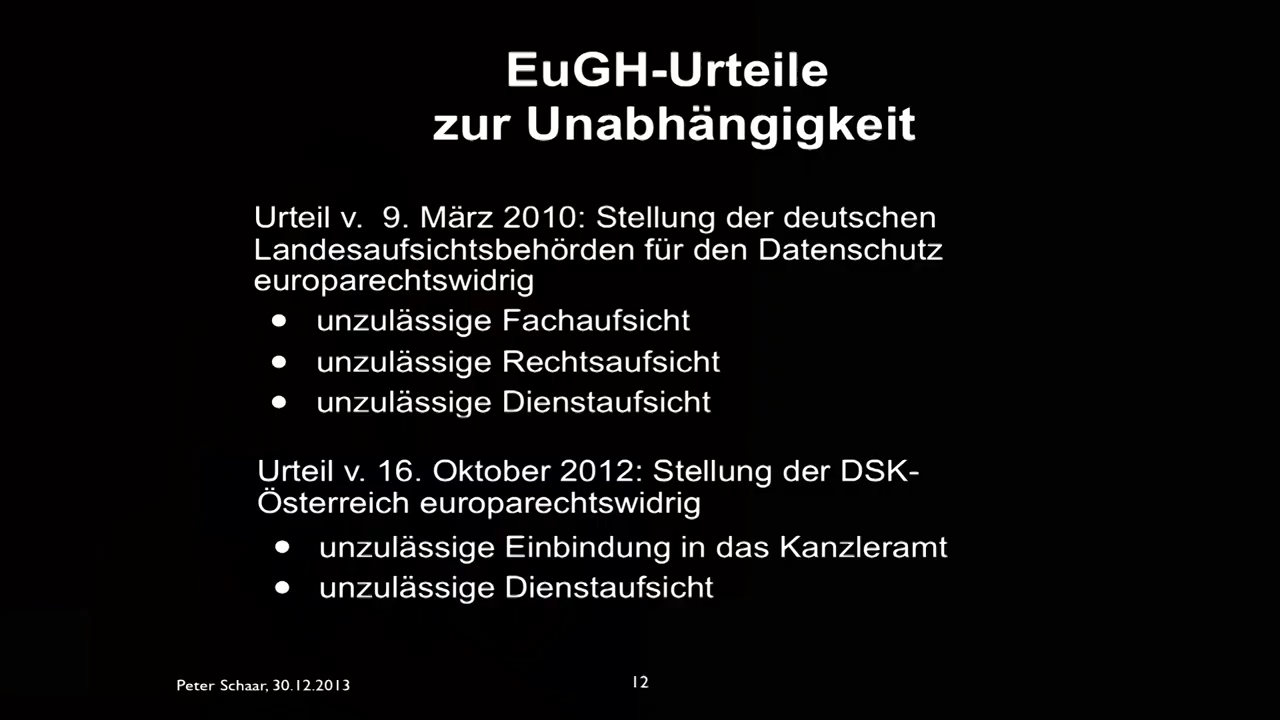 EuGH-Urteile
zur Unabhängigkeit
Urteil v. 9. März 2010: Stellung der deutschen
Landesaufsichtsbehörden für den Datenschutz
europarechtswidrig
● unzulässige Fachaufsicht
● unzulässige Rechtsaufsicht
● unzulässige Dienstaufsicht
Urteil v. 16. Oktober 2012: Stellung der DSK-
Österreich europarechtswidrig
● unzulässige Einbindung in das Kanzleramt
● unzulässige Dienstaufsicht
Peter Schaar, 30.12.2013
12